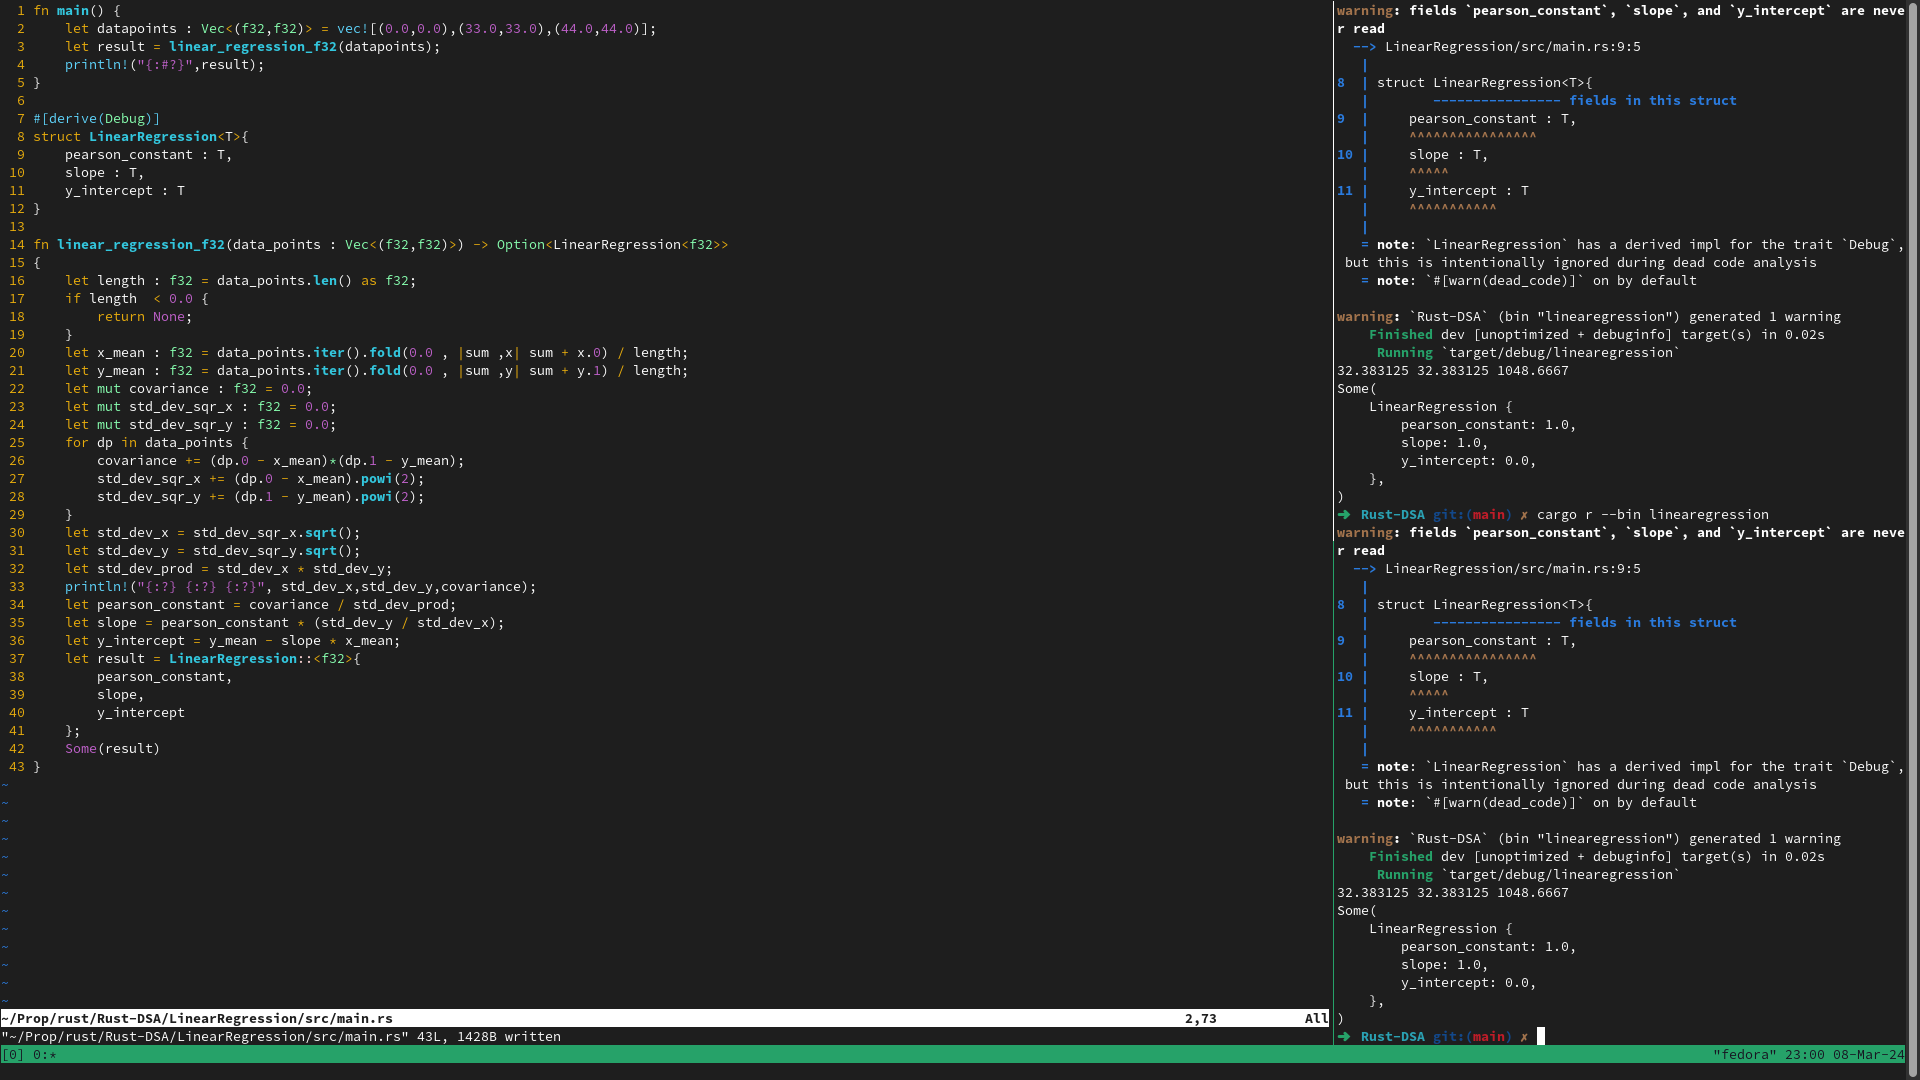 1 fn main() {
2     let datapoints : Vec<(f32,f32)> = vec![(0.0,0.0),(33.0,33.0),(44.0,44.0)];
3     let result = linear_regression_f32(datapoints);
4     println!("{:#?}",result);
5 }
6
7 #[derive(Debug)]
8 struct LinearRegression<T>{
9     pearson_constant : T,
10     slope : T,
11     y_intercept : T
12 }
13
14 fn linear_regression_f32(data_points : Vec<(f32,f32)>) -> Option<LinearRegression<f32>>
15 {
16     let length : f32 = data_points.len() as f32;
17     if length  < 0.0 {
18         return None;
19     }
20     let x_mean : f32 = data_points.iter().fold(0.0 , |sum ,x| sum + x.0) / length;
21     let y_mean : f32 = data_points.iter().fold(0.0 , |sum ,y| sum + y.1) / length;
22     let mut covariance : f32 = 0.0;
23     let mut std_dev_sqr_x : f32 = 0.0;
24     let mut std_dev_sqr_y : f32 = 0.0;
25     for dp in data_points {
26         covariance += (dp.0 - x_mean)*(dp.1 - y_mean);
27         std_dev_sqr_x += (dp.0 - x_mean).powi(2);
28         std_dev_sqr_y += (dp.1 - y_mean).powi(2);
29     }
30     let std_dev_x = std_dev_sqr_x.sqrt();
31     let std_dev_y = std_dev_sqr_y.sqrt();
32     let std_dev_prod = std_dev_x * std_dev_y;
33     println!("{:?} {:?} {:?}", std_dev_x,std_dev_y,covariance);
34     let pearson_constant = covariance / std_dev_prod;
35     let slope = pearson_constant * (std_dev_y / std_dev_x);
36     let y_intercept = y_mean - slope * x_mean;
37     let result = LinearRegression::<f32>{
38         pearson_constant,
39         slope,
40         y_intercept
41     };
42     Some(result)
43 }
~
~
~
~
~
~
~
~
~
~
~
~
~
~/Prop/rust/Rust-DSA/LinearRegression/src/main.rs 2,73 All
"~/Prop/rust/Rust-DSA/LinearRegression/src/main.rs" 43L, 1428B written
warning: fields `pearson_constant`, `slope`, and `y_intercept` are neve
r read
  --> LinearRegression/src/main.rs:9:5
   |
8  | struct LinearRegression<T>{
   |        ---------------- fields in this struct
9  |     pearson_constant : T,
   |     ^^^^^^^^^^^^^^^^
10 |     slope : T,
   |     ^^^^^
11 |     y_intercept : T
   |     ^^^^^^^^^^^
   |
   = note: `LinearRegression` has a derived impl for the trait `Debug`,
 but this is intentionally ignored during dead code analysis
   = note: `#[warn(dead_code)]` on by default

warning: `Rust-DSA` (bin "linearegression") generated 1 warning
    Finished dev [unoptimized + debuginfo] target(s) in 0.02s
     Running `target/debug/linearegression`
32.383125 32.383125 1048.6667
Some(
    LinearRegression {
        pearson_constant: 1.0,
        slope: 1.0,
        y_intercept: 0.0,
    },
)
➜ Rust-DSA git:(main) ✗ cargo r --bin linearegression
warning: fields `pearson_constant`, `slope`, and `y_intercept` are neve
r read
  --> LinearRegression/src/main.rs:9:5
   |
8  | struct LinearRegression<T>{
   |        ---------------- fields in this struct
9  |     pearson_constant : T,
   |     ^^^^^^^^^^^^^^^^
10 |     slope : T,
   |     ^^^^^
11 |     y_intercept : T
   |     ^^^^^^^^^^^
   |
   = note: `LinearRegression` has a derived impl for the trait `Debug`,
 but this is intentionally ignored during dead code analysis
   = note: `#[warn(dead_code)]` on by default

warning: `Rust-DSA` (bin "linearegression") generated 1 warning
    Finished dev [unoptimized + debuginfo] target(s) in 0.02s
     Running `target/debug/linearegression`
32.383125 32.383125 1048.6667
Some(
    LinearRegression {
        pearson_constant: 1.0,
        slope: 1.0,
        y_intercept: 0.0,
    },
)
➜ Rust-DSA git:(main) ✗
[0] 0:* "fedora" 23:00 08-Mar-24